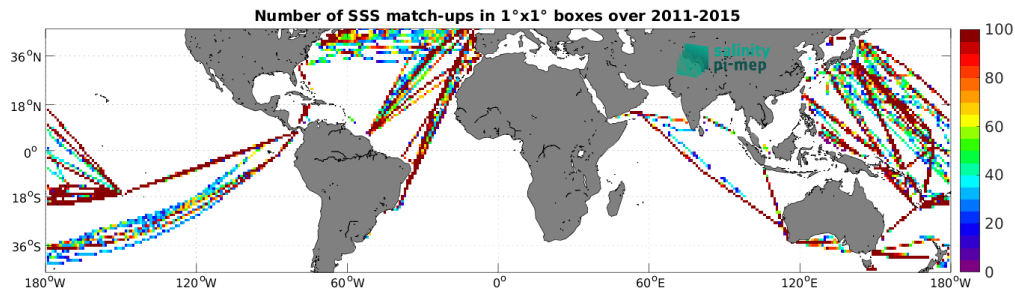 Number of SSS match-ups in 1°x1° boxes over 2011-2015
36°N
18°N
0°
18°S
36°S
180°W
120°W
60°W
0°
60°E
120°E
180°E
100
80
60
40
20
0
salinity
pi-mep